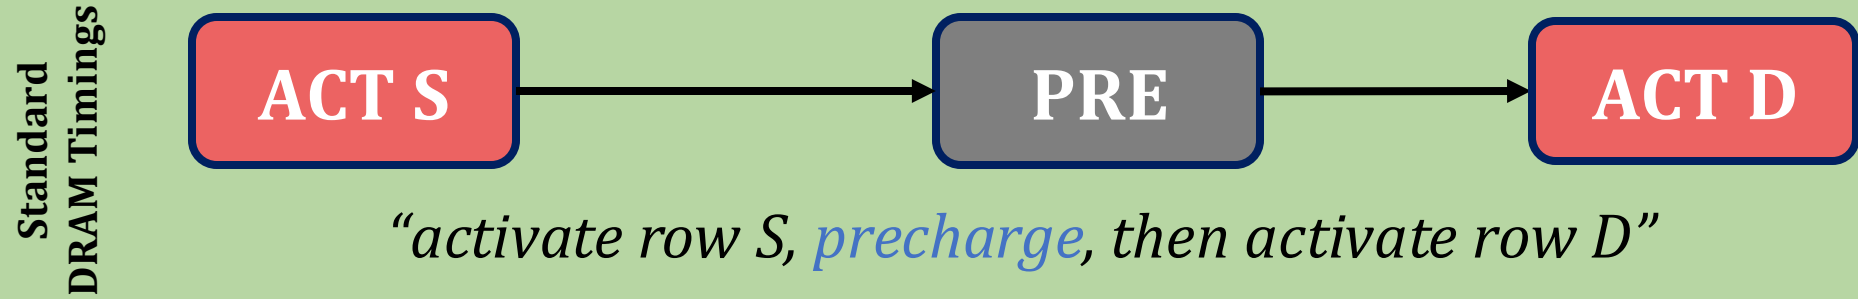 Standard
DRAM Timings
ACT S
PRE
ACT D
“activate row S, precharge, then activate row D”